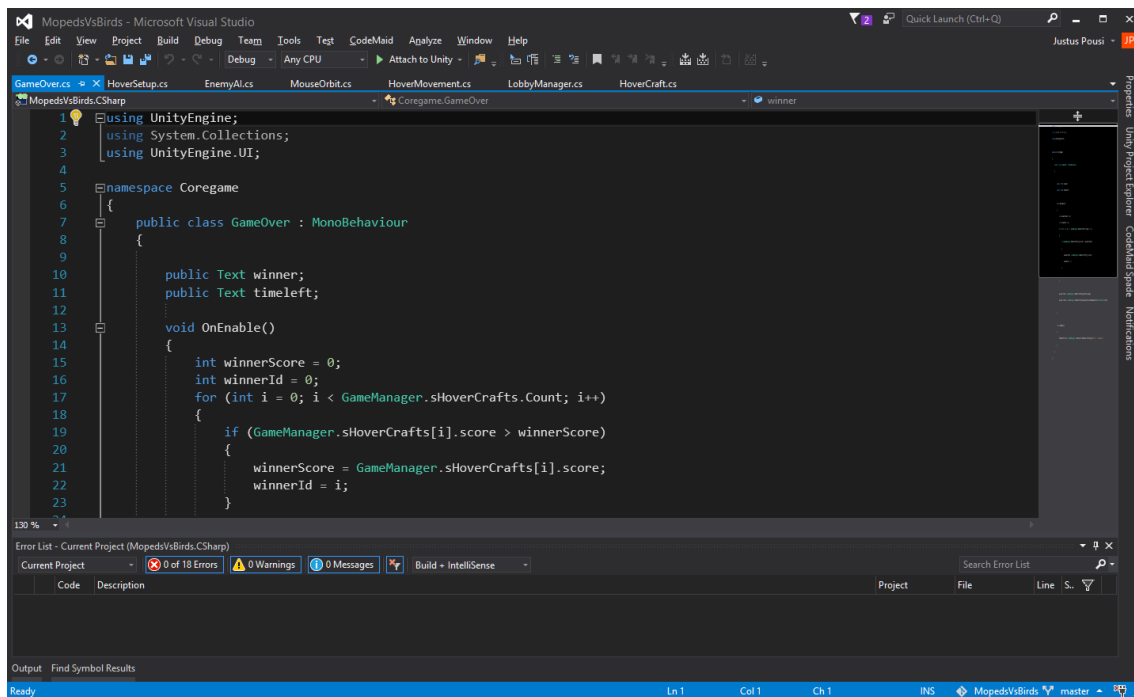 MopedsVsBirds - Microsoft Visual Studio
2
Quick Launch (Ctrl+Q)
File Edit View Project Build Debug Team Tools Test CodeMaid Analyze Window Help
Justus Pousi
JP
Debug Any CPU Attach to Unity
GameOver.cs HoverSetup.cs EnemyAI.cs MouseOrbit.cs HoverMovement.cs LobbyManager.cs HoverCraft.cs
MopedsVsBirds.CSharp Coregame.GameOver winner
1 using UnityEngine;
2 using System.Collections;
3 using UnityEngine.UI;
4
5 namespace Coregame
6 {
7 public class GameOver : MonoBehaviour
8 {
9
10 public Text winner;
11 public Text timeleft;
12
13 void OnEnable()
14 {
15 int winnerScore = 0;
16 int winnerId = 0;
17 for (int i = 0; i < GameManager.sHoverCrafts.Count; i++)
18 {
19 if (GameManager.sHoverCrafts[i].score > winnerScore)
20 {
21 winnerScore = GameManager.sHoverCrafts[i].score;
22 winnerId = i;
23 }
130 %
Properties
Unity Project Explorer
CodeMaid Spade
Notifications
Error List - Current Project (MopedsVsBirds.CSharp)
Current Project 0 of 18 Errors 0 Warnings 0 Messages Build + IntelliSense Search Error List
Code Description Project File Line S..
Output Find Symbol Results
Ready Ln 1 Col 1 Ch 1 INS MopedsVsBirds master